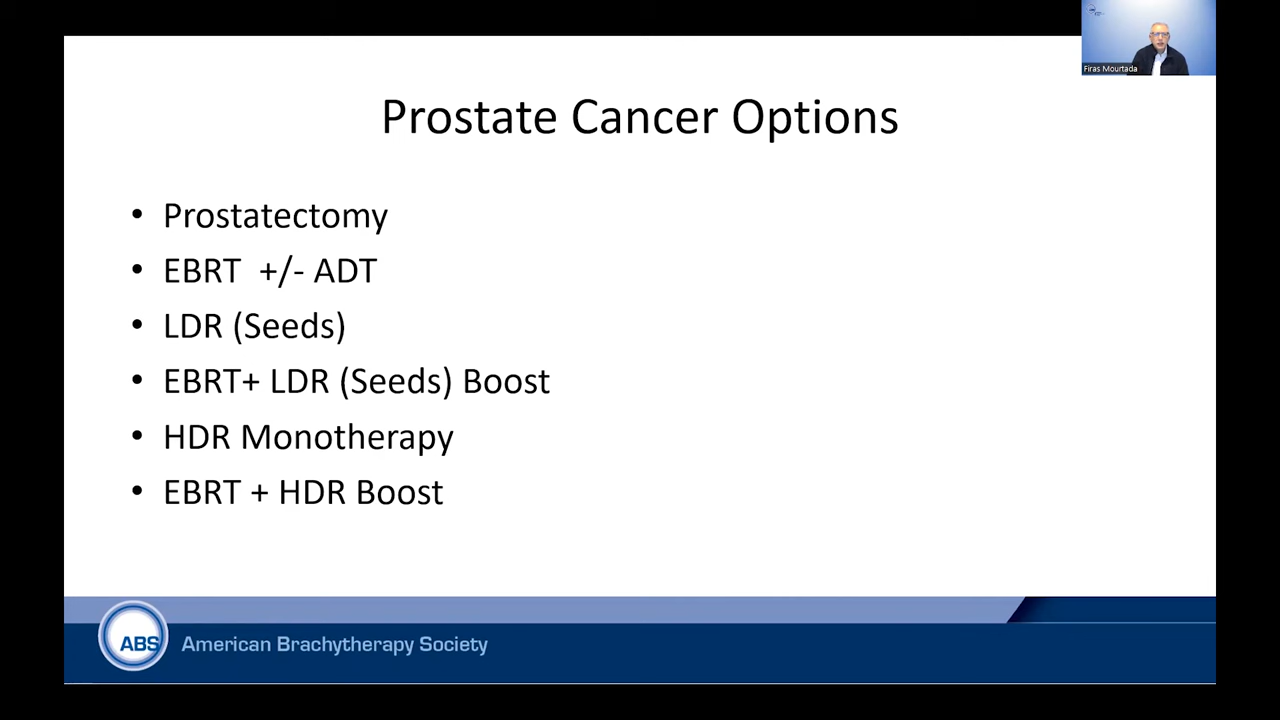 Firas Mourtada
Prostate Cancer Options
• Prostatectomy
• EBRT +/- ADT
• LDR (Seeds)
• EBRT+ LDR (Seeds) Boost
• HDR Monotherapy
• EBRT + HDR Boost
ABS
American Brachytherapy Society